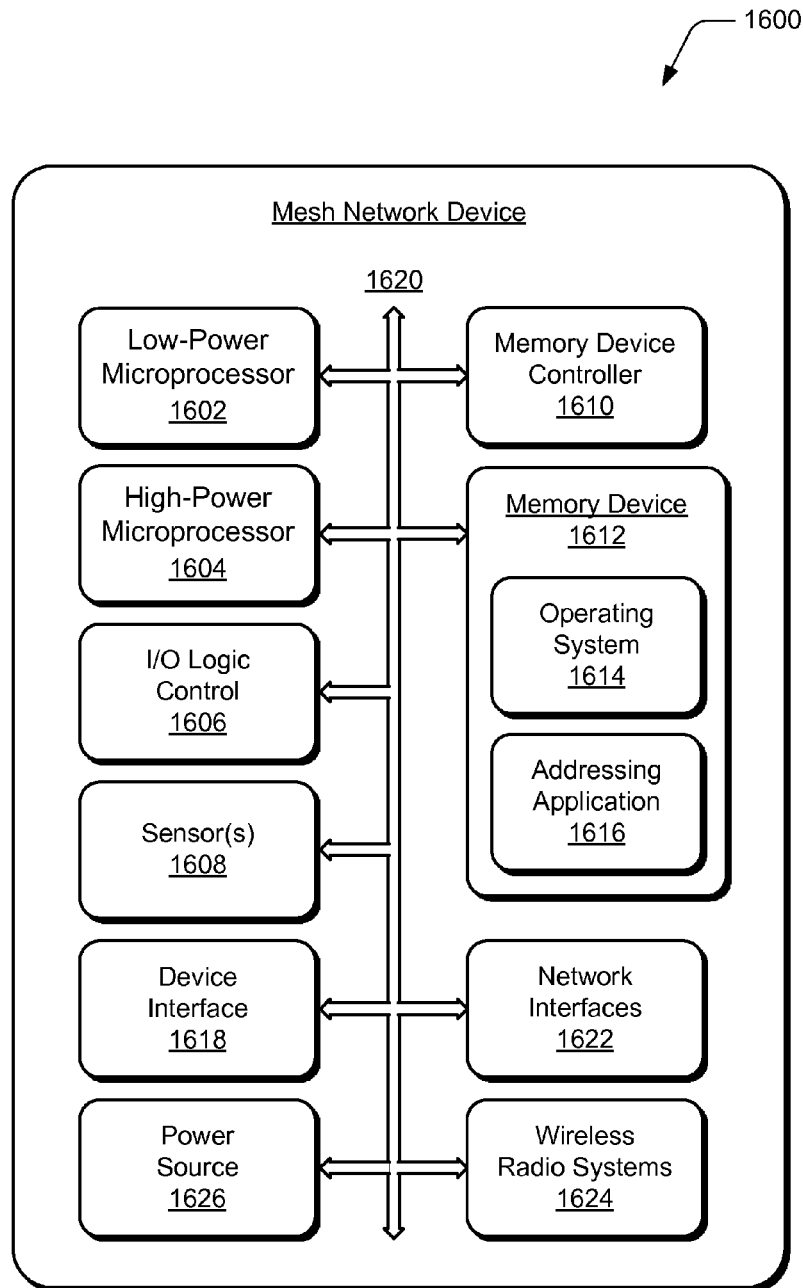 1600
Mesh Network Device
1620
Low-Power
Microprocessor
1602
Memory Device
Controller
1610
High-Power
Microprocessor
1604
Memory Device
1612
Operating
System
1614
Addressing
Application
1616
I/O Logic
Control
1606
Sensor(s)
1608
Device
Interface
1618
Network
Interfaces
1622
Power
Source
1626
Wireless
Radio Systems
1624